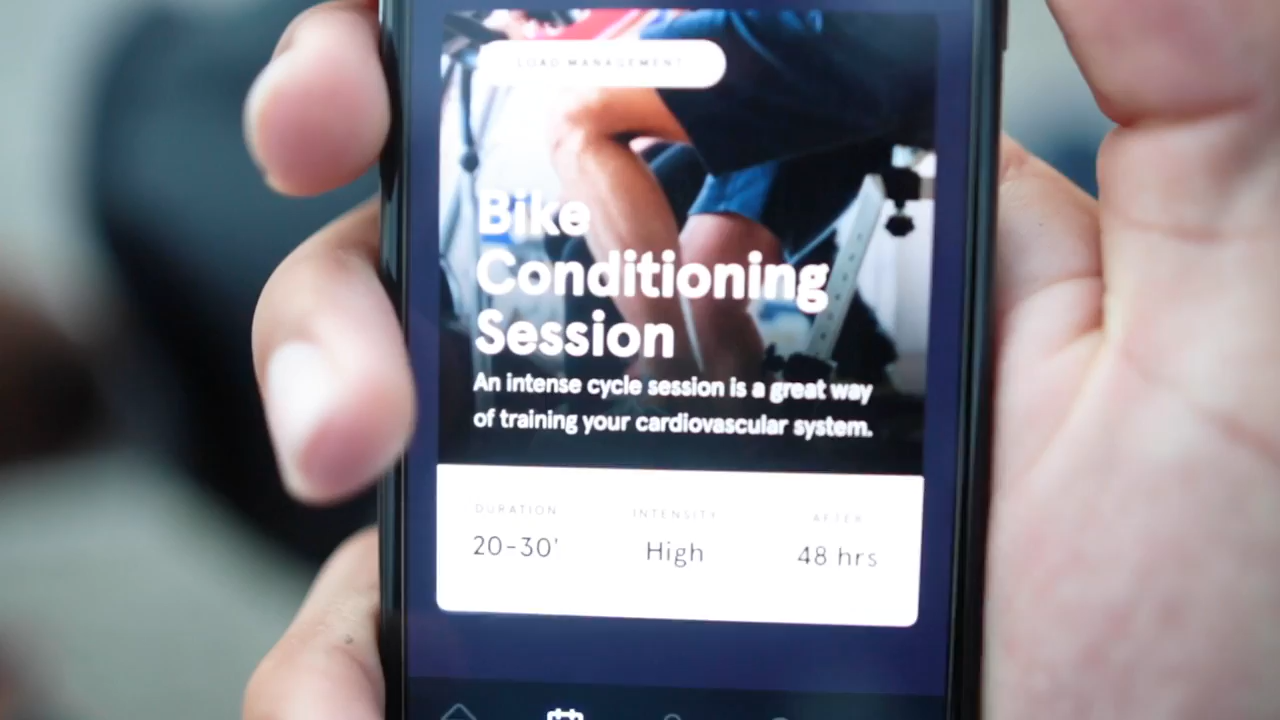 LOAD MANAGEMENT
Bike
Conditioning
Session
An intense cycle session is a great way
of training your cardiovascular system.
DURATION INTENSITY AFTER
20-30' High 48 hrs